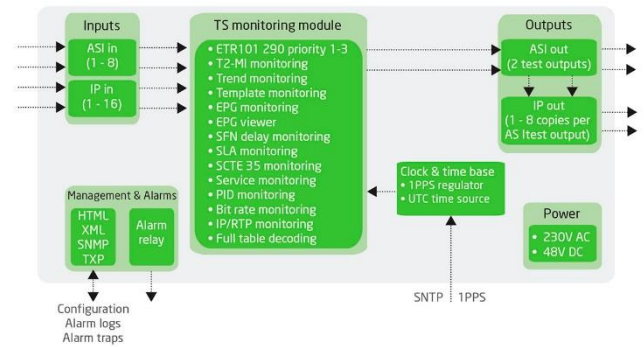 Inputs
ASI in
(1 - 8)
IP in
(1 - 16)
TS monitoring module
• ETR101 290 priority 1-3
• T2-MI monitoring
• Trend monitoring
• Template monitoring
• EPG monitoring
• EPG viewer
• SFN delay monitoring
• SLA monitoring
• SCTE 35 monitoring
• Service monitoring
• PID monitoring
• Bit rate monitoring
• IP/RTP monitoring
• Full table decoding
Outputs
ASI out
(2 test outputs)
IP out
(1 - 8 copies per
AS Itest output)
Clock & time base
• 1PPS regulator
• UTC time source
Management & Alarms
HTML
XML
SNMP
TXP
Alarm
relay
Power
• 230V AC
• 48V DC
SNTP
1PPS
Configuration
Alarm logs
Alarm traps